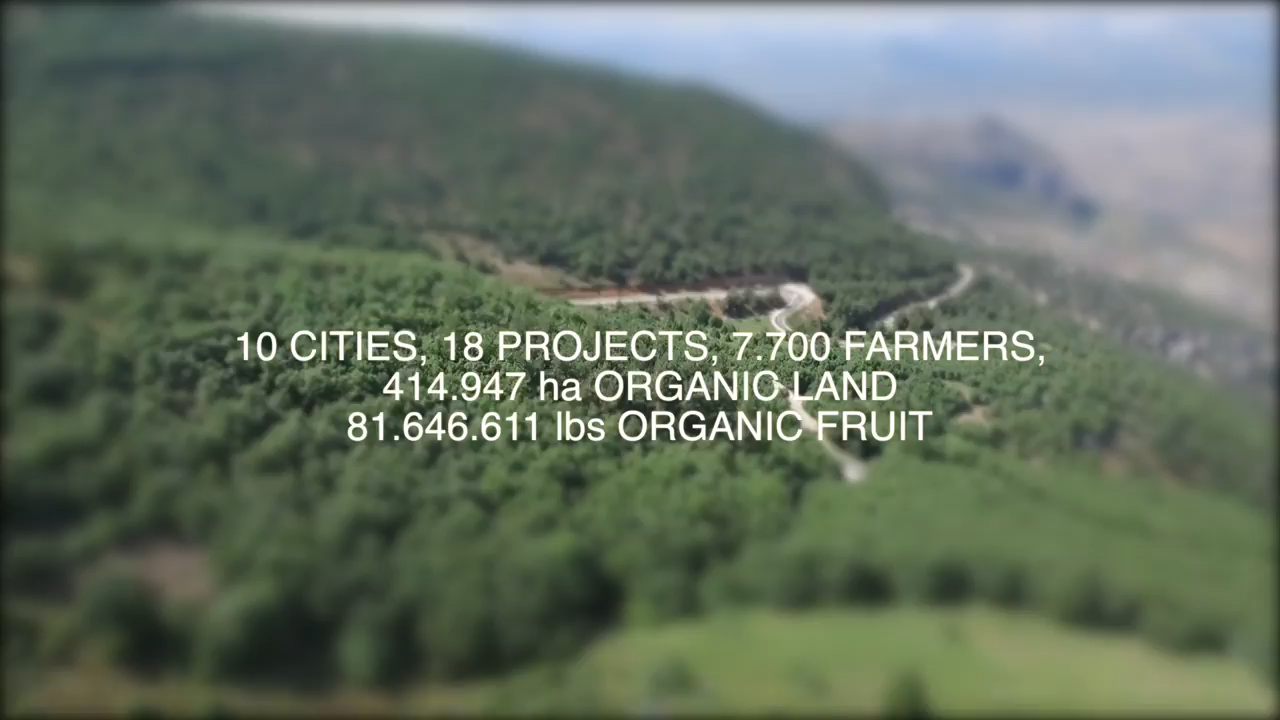 10 CITIES, 18 PROJECTS, 7.700 FARMERS,
414.947 ha ORGANIC LAND
81.646.611 lbs ORGANIC FRUIT